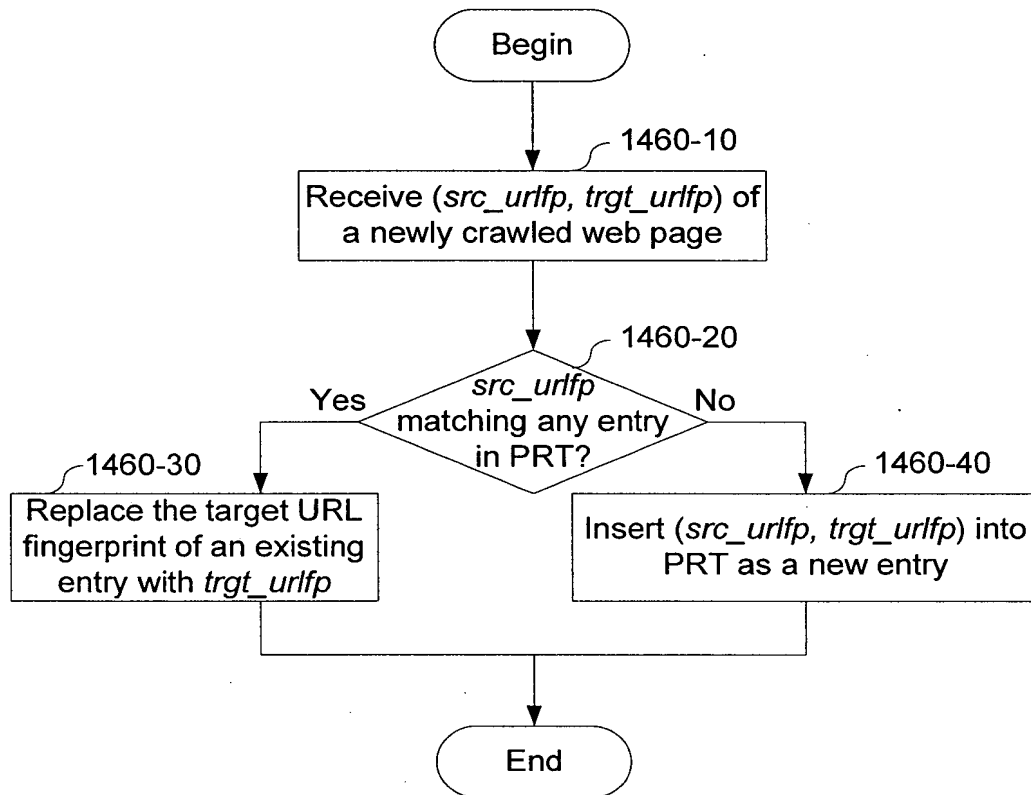 Begin
1460-10
Receive (src_urlfp, trgt_urlfp) of
a newly crawled web page
1460-20
src_urlfp
matching any entry
in PRT?
Yes
No
1460-30
Replace the target URL
fingerprint of an existing
entry with trgt_urlfp
1460-40
Insert (src_urlfp, trgt_urlfp) into
PRT as a new entry
End